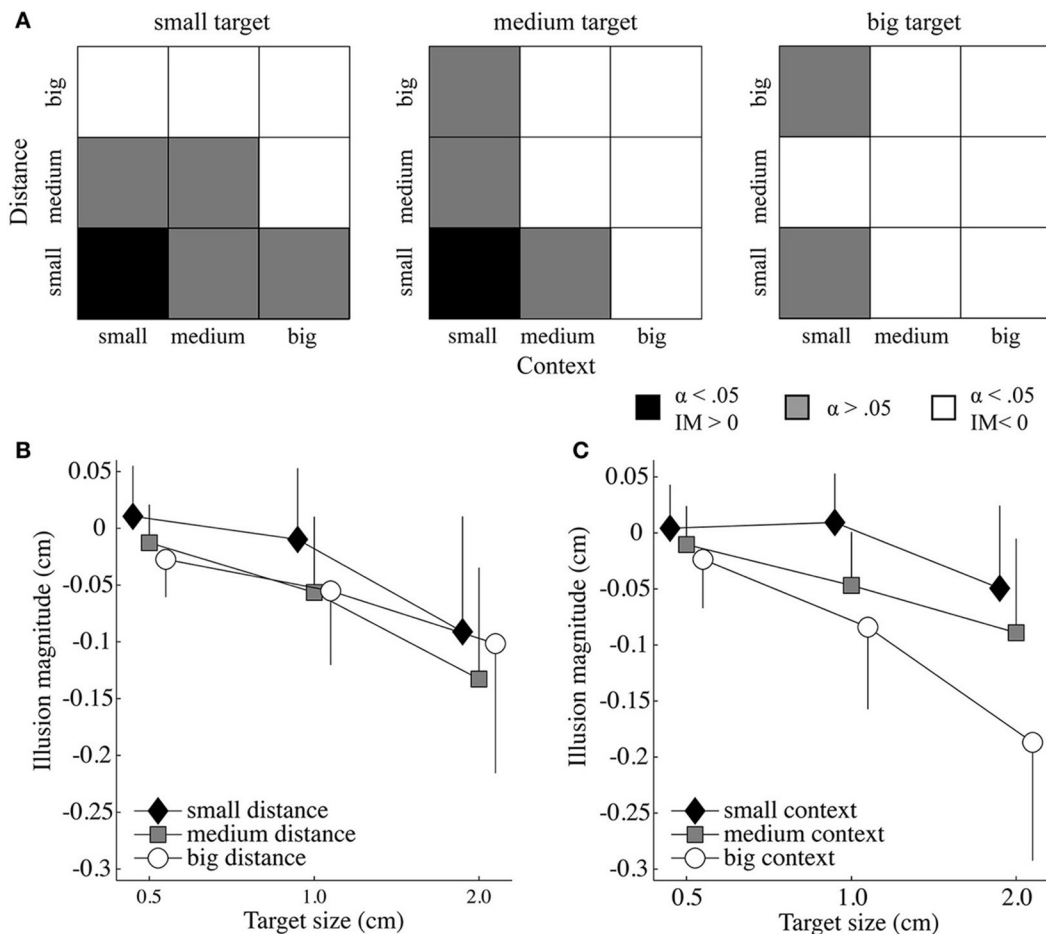 A
small target
medium target
big target
Distance
big
medium
small
big
medium
small
big
medium
small
small medium big
small medium big
small medium big
Context
α < .05
IM > 0
α > .05
α < .05
IM< 0
B
Illusion magnitude (cm)
0.05
0
-0.05
-0.1
-0.15
-0.2
-0.25
-0.3
small distance
medium distance
big distance
0.5 1.0 2.0
Target size (cm)
C
Illusion magnitude (cm)
0.05
0
-0.05
-0.1
-0.15
-0.2
-0.25
-0.3
small context
medium context
big context
0.5 1.0 2.0
Target size (cm)